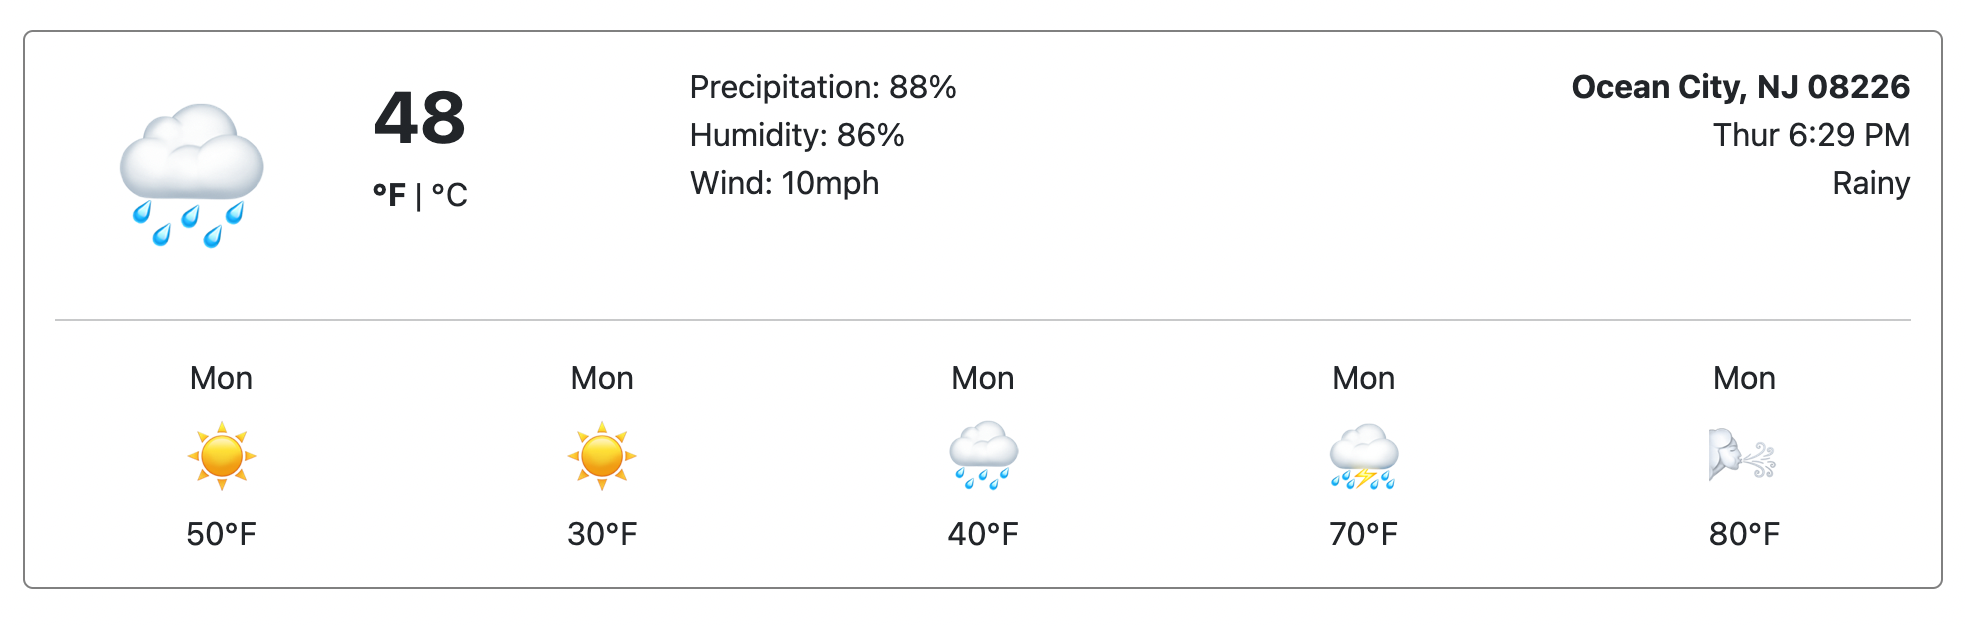 48
°F | °C
Precipitation: 88%
Humidity: 86%
Wind: 10mph
Ocean City, NJ 08226
Thur 6:29 PM
Rainy
Mon
50°F
Mon
30°F
Mon
40°F
Mon
70°F
Mon
80°F